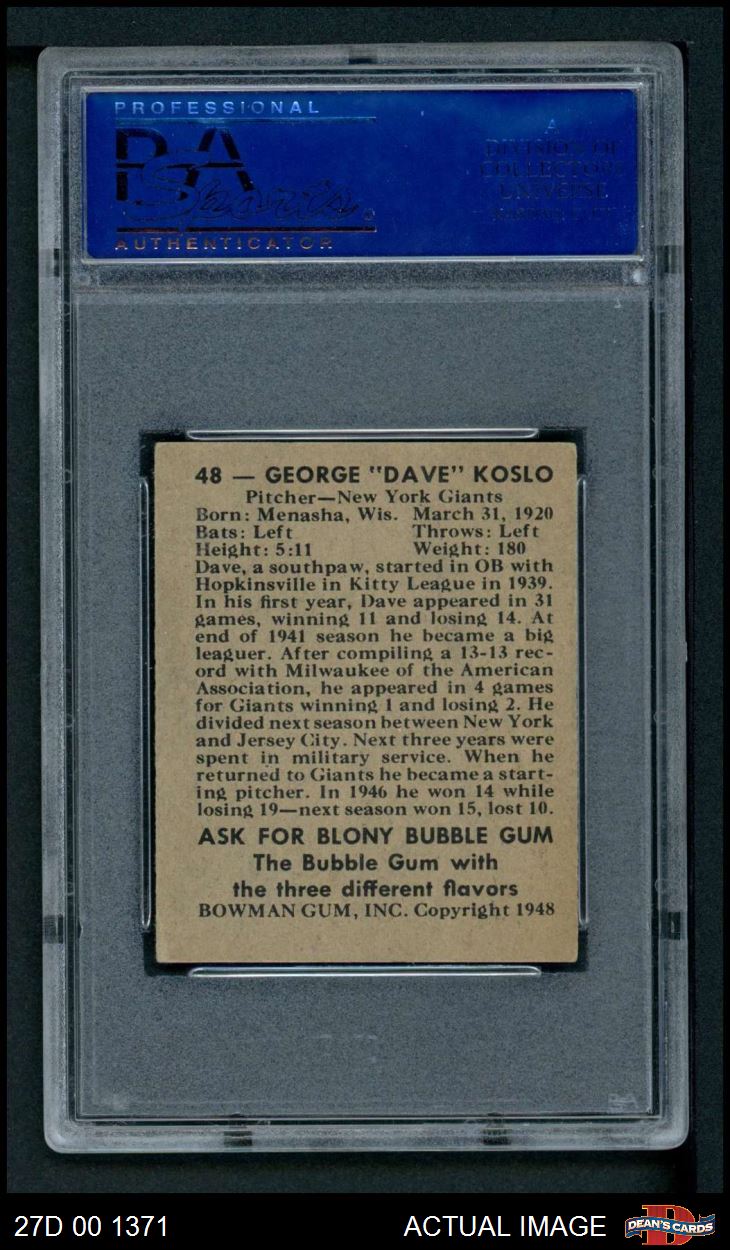 PROFESSIONAL
PSA
AUTHENTICATOR
A
DIVISION OF
COLLECTORS
UNIVERSE
48 — GEORGE "DAVE" KOSLO
Pitcher—New York Giants
Born: Menasha, Wis. March 31, 1920
Bats: Left Throws: Left
Height: 5:11 Weight: 180
Dave, a southpaw, started in OB with
Hopkinsville in Kitty League in 1939.
In his first year, Dave appeared in 31
games, winning 11 and losing 14. At
end of 1941 season he became a big
leaguer. After compiling a 13-13 rec-
ord with Milwaukee of the American
Association, he appeared in 4 games
for Giants winning 1 and losing 2. He
divided next season between New York
and Jersey City. Next three years were
spent in military service. When he
returned to Giants he became a start-
ing pitcher. In 1946 he won 14 while
losing 19—next season won 15, lost 10.
ASK FOR BLONY BUBBLE GUM
The Bubble Gum with
the three different flavors
BOWMAN GUM, INC. Copyright 1948
PSA
27D 00 1371 ACTUAL IMAGE DEAN'S CARDS